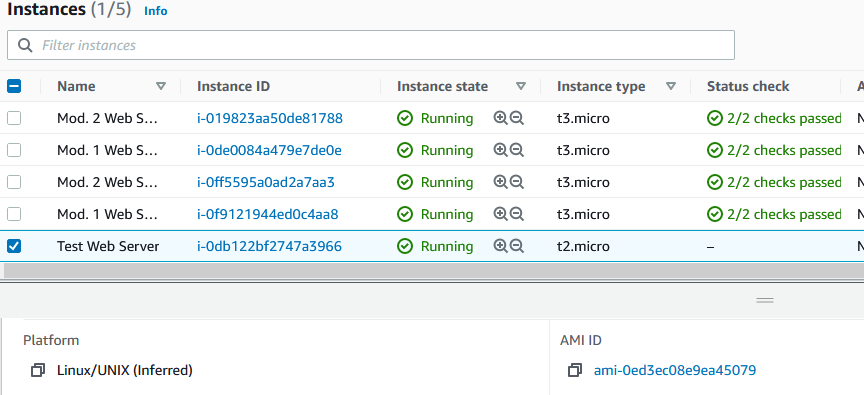 Instances (1/5) Info
Filter instances
Name Instance ID Instance state Instance type Status check A
Mod. 2 Web S... i-019823aa50de81788 Running t3.micro 2/2 checks passed N
Mod. 1 Web S... i-0de0084a479e7de0e Running t3.micro 2/2 checks passed N
Mod. 2 Web S... i-0ff5595a0ad2a7aa3 Running t3.micro 2/2 checks passed N
Mod. 1 Web S... i-0f9121944ed0c4aa8 Running t3.micro 2/2 checks passed N
Test Web Server i-0db122bf2747a3966 Running t2.micro – N
Platform AMI ID
Linux/UNIX (Inferred) ami-0ed3ec08e9ea45079